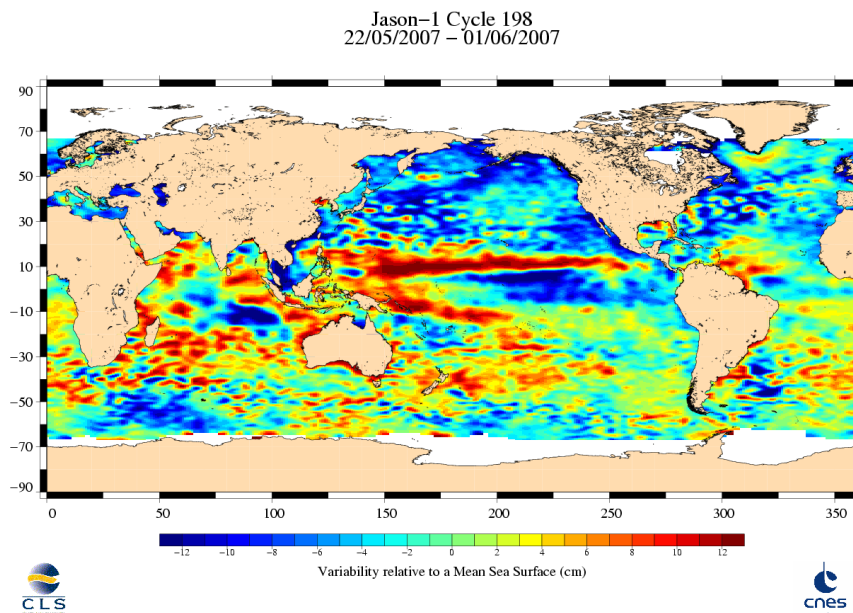 Jason−1 Cycle 198
22/05/2007 − 01/06/2007
90
70
50
30
10
−10
−30
−50
−70
−90
0 50 100 150 200 250 300 350
−12 −10 −8 −6 −4 −2 0 2 4 6 8 10 12
Variability relative to a Mean Sea Surface (cm)
CLS
cnes